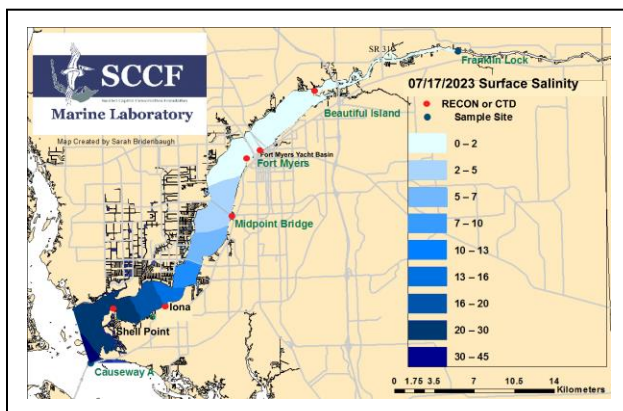 SR 31
Franklin Lock
SCCF
Marine Laboratory
Map Created by Sarah Bridenbaugh
07/17/2023 Surface Salinity
RECON or CTD
Sample Site
Beautiful Island
Fort Myers Yacht Basin
Fort Myers
Midpoint Bridge
Iona
Shell Point
Causeway A
0 – 2
2 – 5
5 – 7
7 – 10
10 – 13
13 – 16
16 – 20
20 – 30
30 – 45
0 1.75 3.5 7 10.5 14
Kilometers